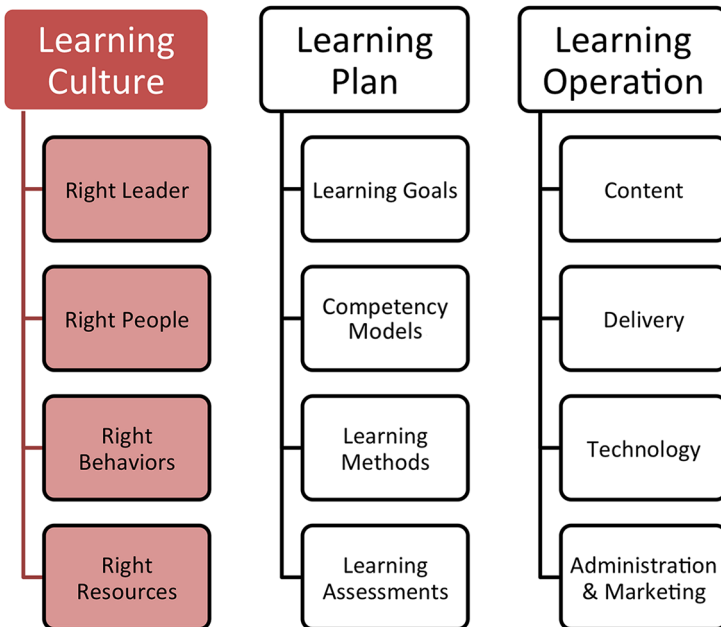 Learning
Culture
Right Leader
Right People
Right
Behaviors
Right
Resources
Learning
Plan
Learning Goals
Competency
Models
Learning
Methods
Learning
Assessments
Learning
Operation
Content
Delivery
Technology
Administration
& Marketing